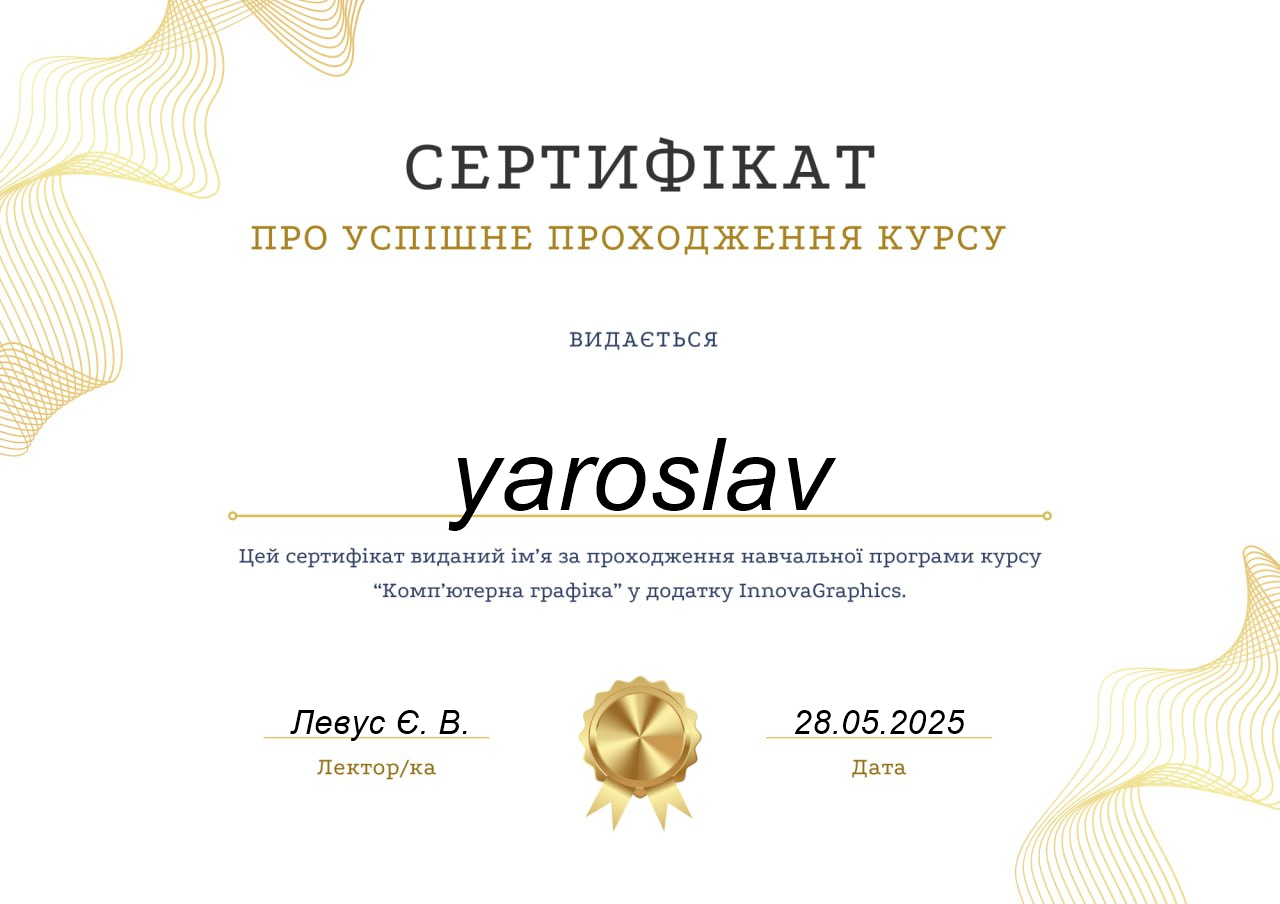 СЕРТИФІКАТ
ПРО УСПІШНЕ ПРОХОДЖЕННЯ КУРСУ
ВИДАЄТЬСЯ
yaroslav
Цей сертифікат виданий ім’я за проходження навчальної програми курсу
“Комп’ютерна графіка” у додатку InnovaGraphics.
Левус Є. В.
28.05.2025
Лектор/ка
Дата